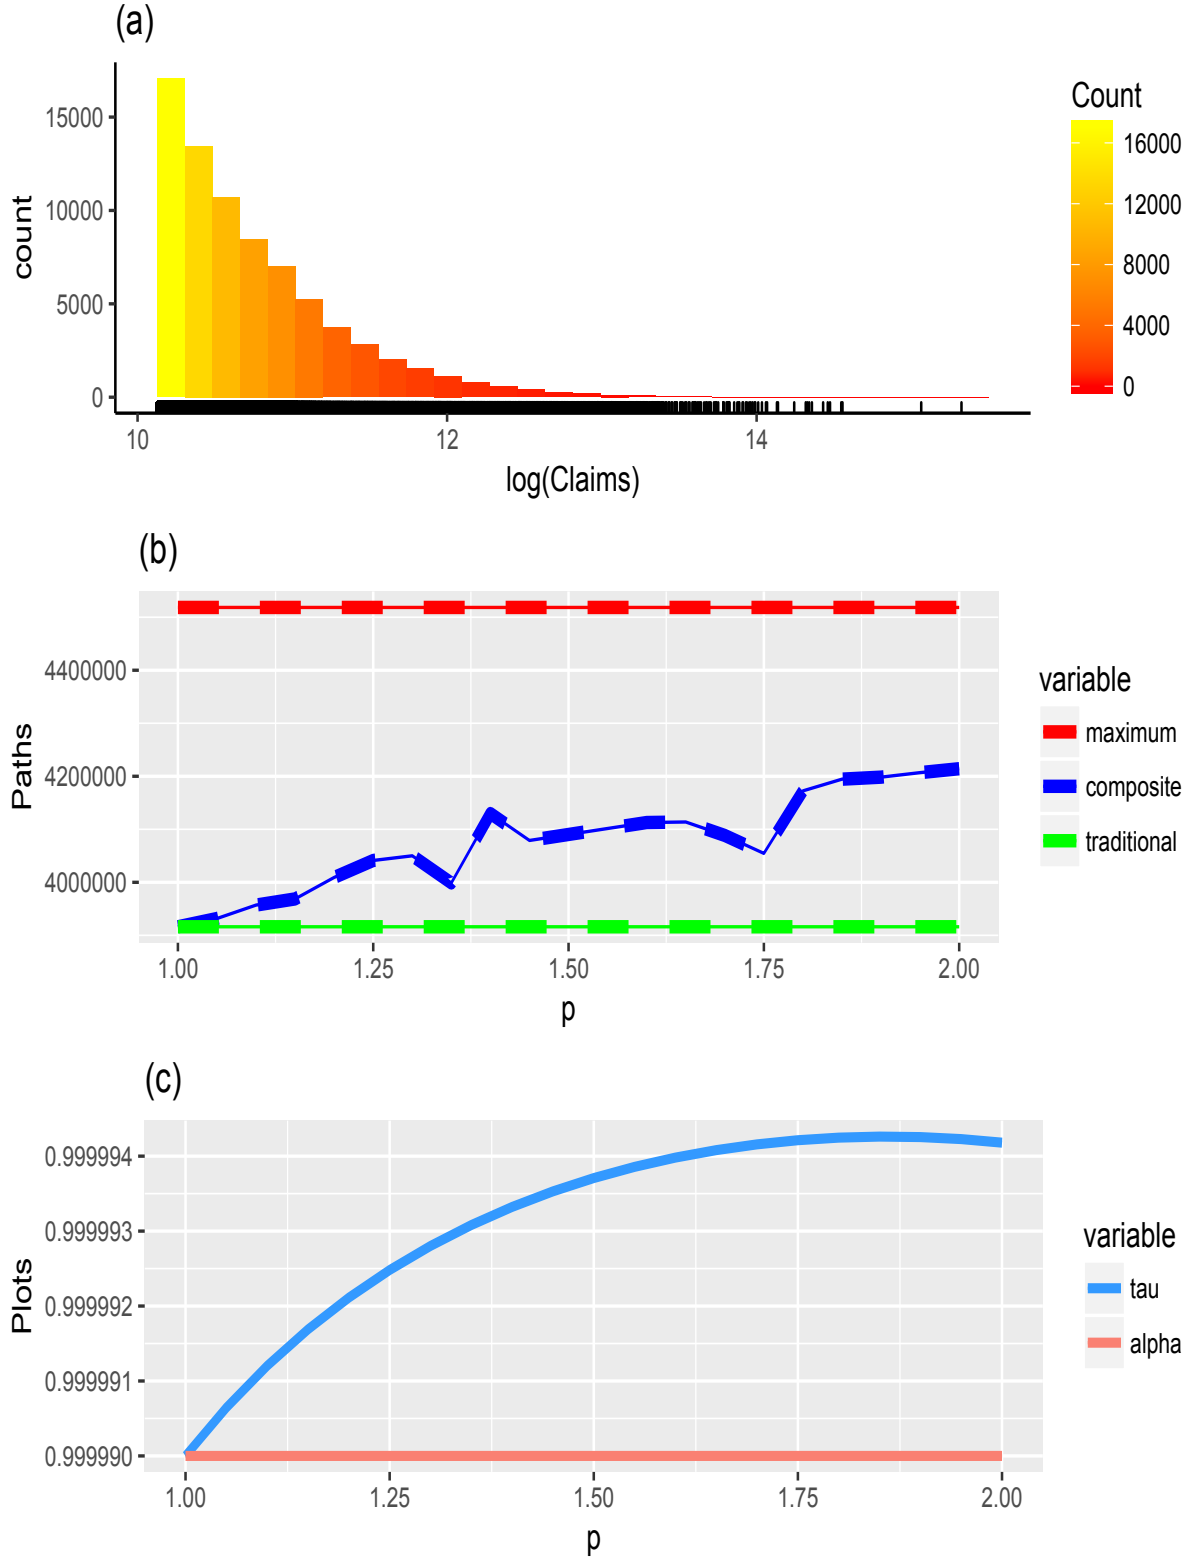 (a)
count
15000
10000
5000
0
10 12 14
log(Claims)
Count
16000
12000
8000
4000
0
(b)
Paths
4400000
4200000
4000000
1.00 1.25 1.50 1.75 2.00
p
variable
maximum
composite
traditional
(c)
Plots
0.999994
0.999993
0.999992
0.999991
0.999990
1.00 1.25 1.50 1.75 2.00
p
variable
tau
alpha